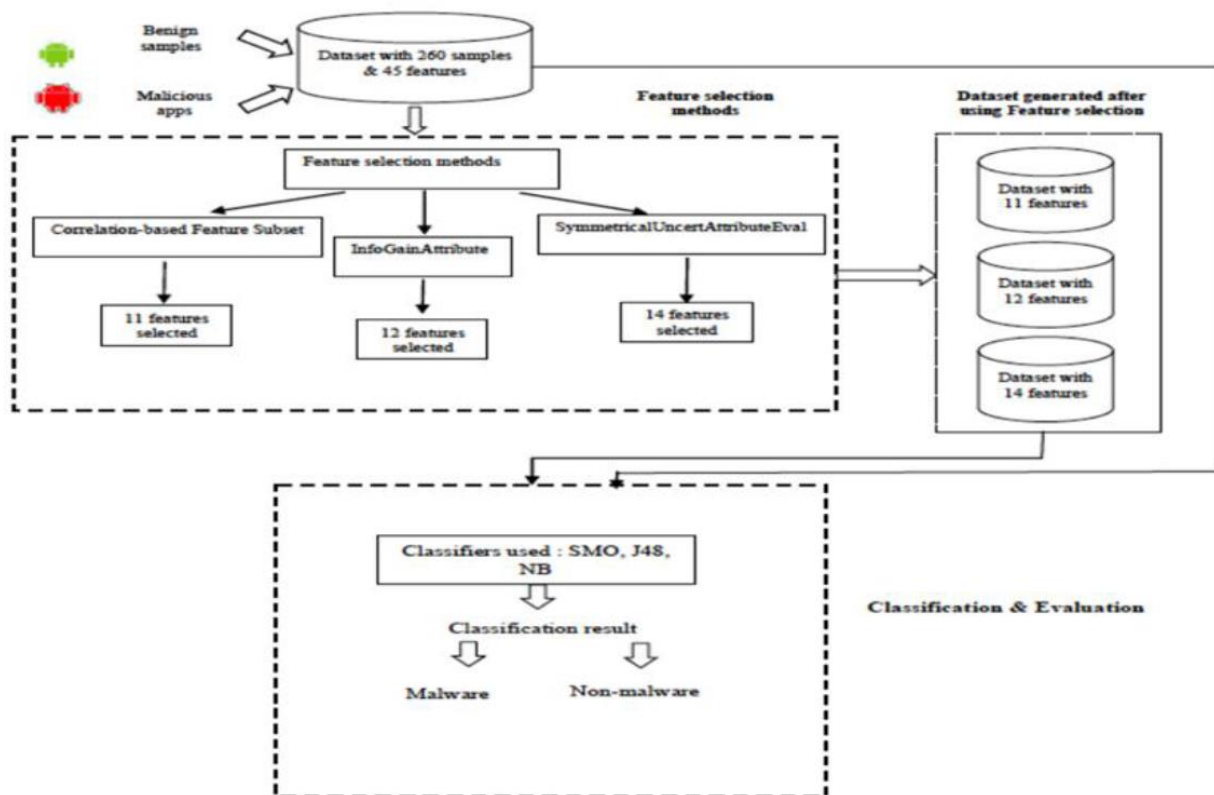 Benign
samples
Dataset with 260 samples
& 45 features
Malicious
apps
Feature selection
methods
Dataset generated after
using Feature selection
Feature selection methods
Correlation-based Feature Subset
InfoGainAttribute
SymmetricalUncertAttributeEval
11 features
selected
12 features
selected
14 features
selected
Dataset with
11 features
Dataset with
12 features
Dataset with
14 features
Classifiers used : SMO, J48,
NB
Classification result
Malware
Non-malware
Classification & Evaluation